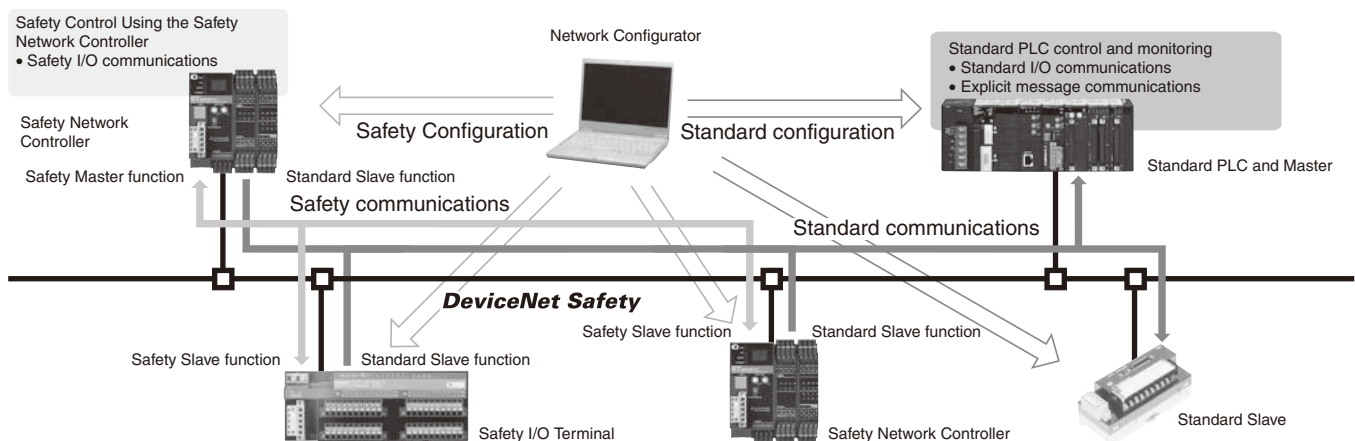 Safety Control Using the Safety
Network Controller
• Safety I/O communications
Network Configurator
Standard PLC control and monitoring
• Standard I/O communications
• Explicit message communications
Safety Network
Controller
Safety Configuration
Standard configuration
Safety Master function
Standard Slave function
Standard PLC and Master
Safety communications
Standard communications
DeviceNet Safety
Safety Slave function
Standard Slave function
Safety Slave function
Standard Slave function
Safety I/O Terminal
Safety Network Controller
Standard Slave